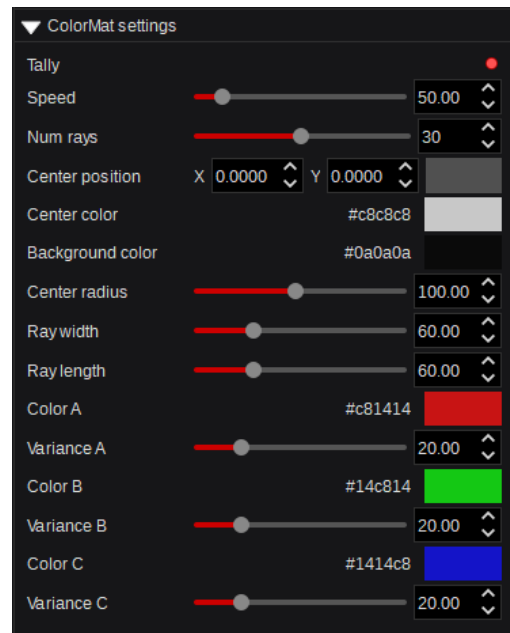 ColorMat settings
Tally
Speed 50.00
Num rays 30
Center position X 0.0000 Y 0.0000
Center color #c8c8c8
Background color #0a0a0a
Center radius 100.00
Ray width 60.00
Ray length 60.00
Color A #c81414
Variance A 20.00
Color B #14c814
Variance B 20.00
Color C #1414c8
Variance C 20.00